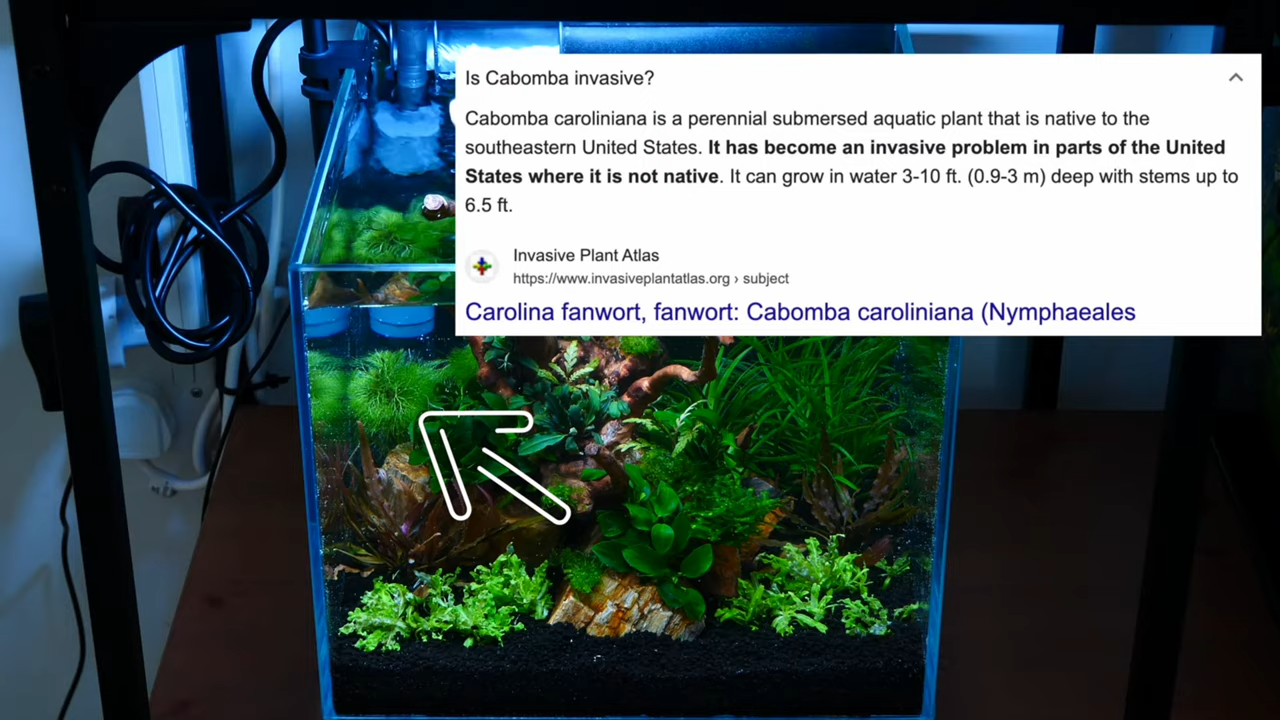 Is Cabomba invasive?
Cabomba caroliniana is a perennial submersed aquatic plant that is native to the
southeastern United States. It has become an invasive problem in parts of the United
States where it is not native. It can grow in water 3-10 ft. (0.9-3 m) deep with stems up to
6.5 ft.
Invasive Plant Atlas
https://www.invasiveplantatlas.org › subject
Carolina fanwort, fanwort: Cabomba caroliniana (Nymphaeales